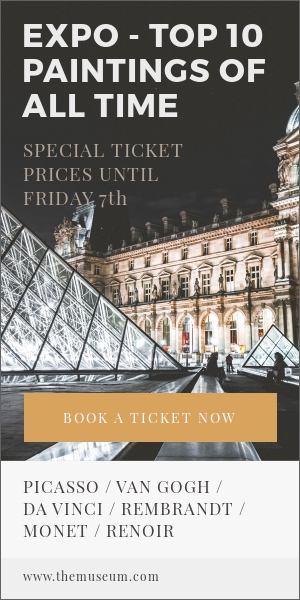 EXPO - TOP 10
PAINTINGS OF
ALL TIME
SPECIAL TICKET
PRICES UNTIL
FRIDAY 7th
BOOK A TICKET NOW
PICASSO / VAN GOGH /
DA VINCI / REMBRANDT /
MONET / RENOIR
www.themuseum.com